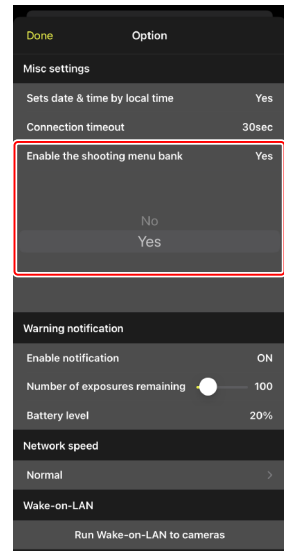 Done Option
Misc settings
Sets date & time by local time Yes
Connection timeout 30sec
Enable the shooting menu bank Yes
No
Yes
Warning notification
Enable notification ON
Number of exposures remaining 100
Battery level 20%
Network speed
Normal
Wake-on-LAN
Run Wake-on-LAN to cameras